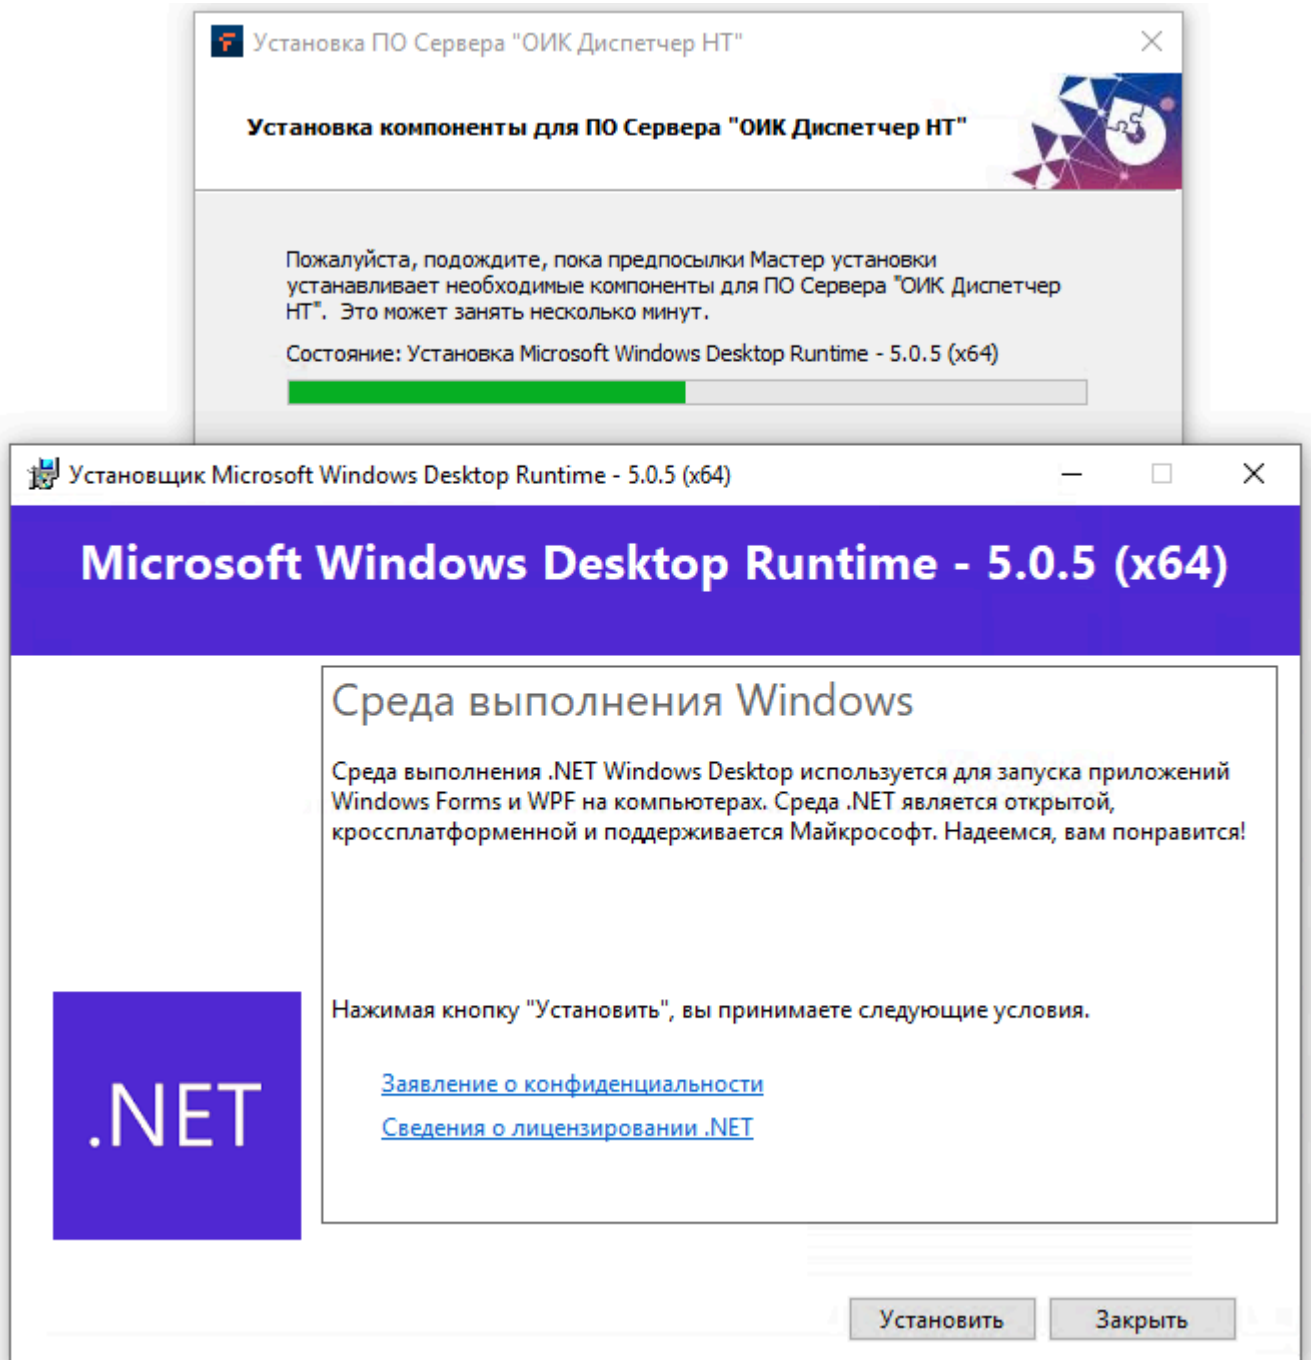 Установка ПО Сервера "ОИК Диспетчер НТ"
Установка компоненты для ПО Сервера "ОИК Диспетчер НТ"
Пожалуйста, подождите, пока предпосылки Мастер установки
устанавливает необходимые компоненты для ПО Сервера "ОИК Диспетчер
НТ". Это может занять несколько минут.
Состояние: Установка Microsoft Windows Desktop Runtime - 5.0.5 (x64)
Установщик Microsoft Windows Desktop Runtime - 5.0.5 (x64)
Microsoft Windows Desktop Runtime - 5.0.5 (x64)
Среда выполнения Windows
Среда выполнения .NET Windows Desktop используется для запуска приложений
Windows Forms и WPF на компьютерах. Среда .NET является открытой,
кроссплатформенной и поддерживается Майкрософт. Надеемся, вам понравится!
Нажимая кнопку "Установить", вы принимаете следующие условия.
Заявление о конфиденциальности
Сведения о лицензировании .NET
.NET
Установить
Закрыть